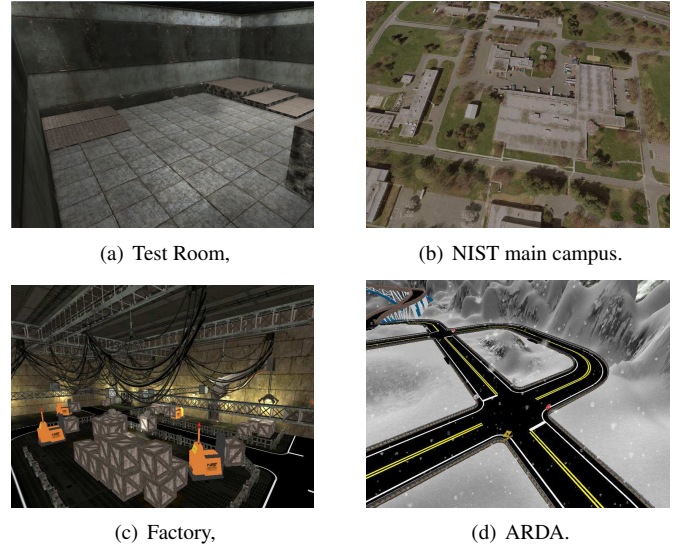 (a) Test Room,
(b) NIST main campus.
(c) Factory,
(d) ARDA.